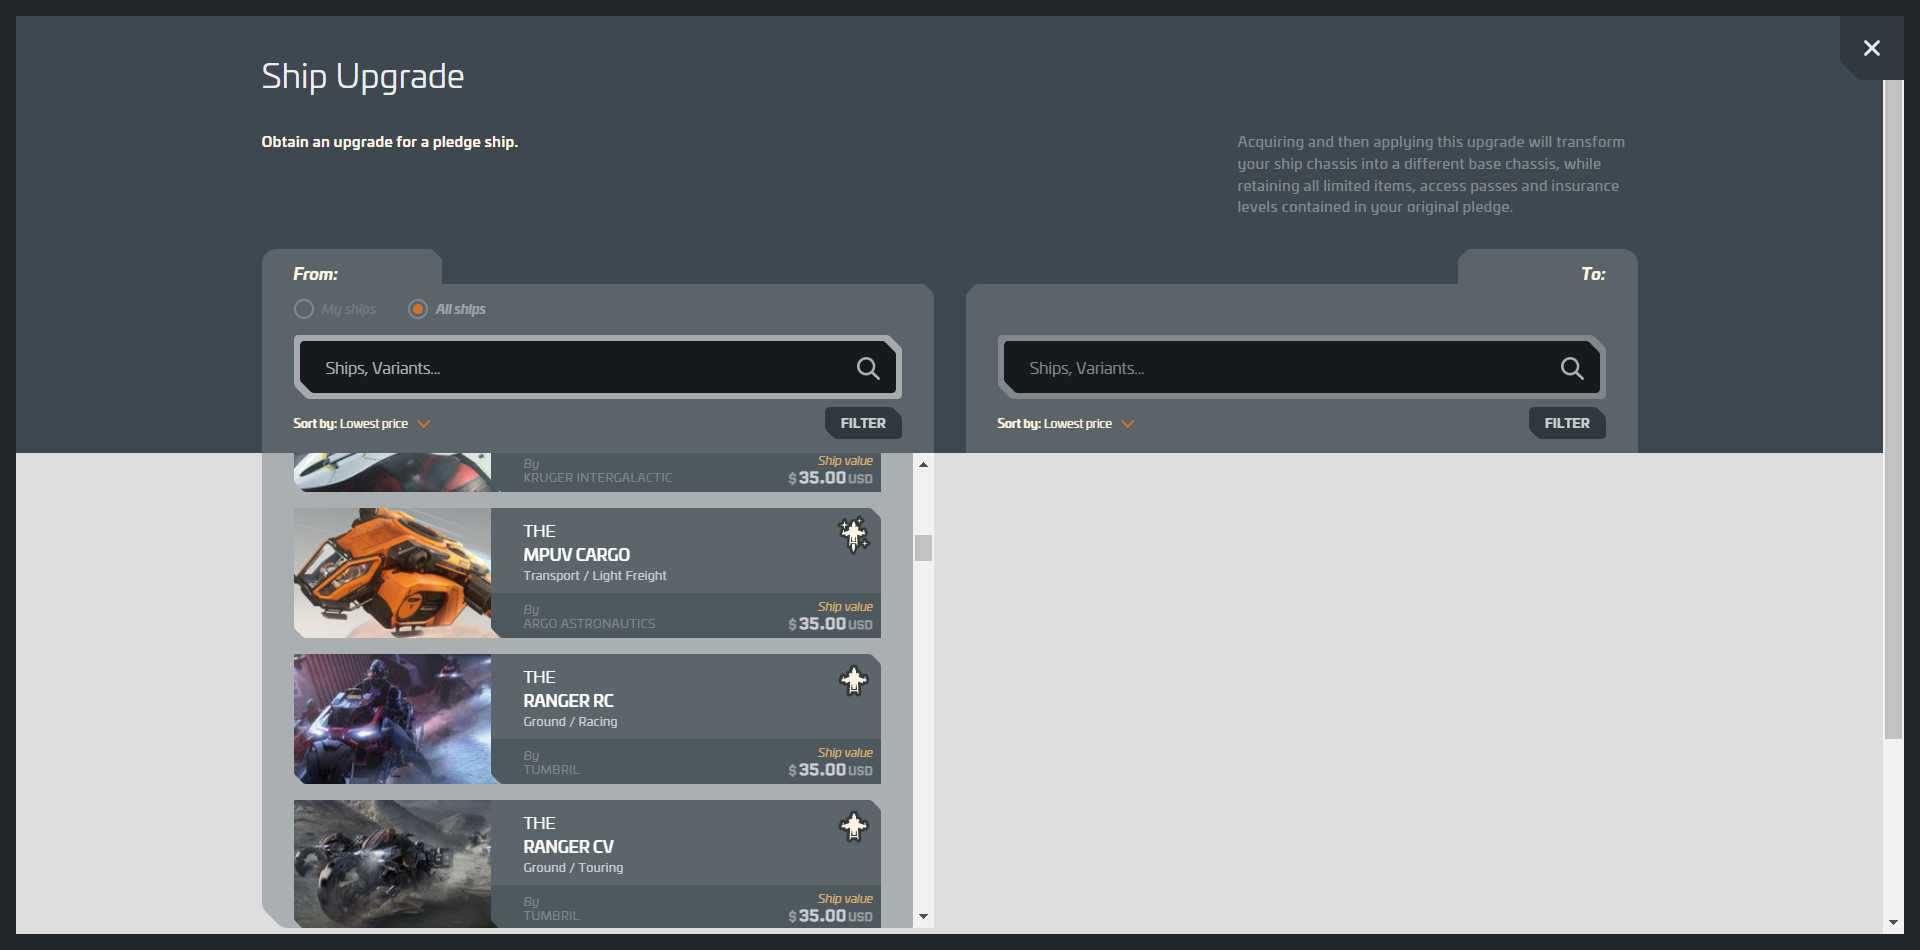 Ship Upgrade
Obtain an upgrade for a pledge ship.
Acquiring and then applying this upgrade will transform
your ship chassis into a different base chassis, while
retaining all limited items, access passes and insurance
levels contained in your original pledge.
From:
My ships
All ships
Ships, Variants...
Sort by: Lowest price
FILTER
By
KRUGER INTERGALACTIC
Ship value
$35.00 USD
THE
MPUV CARGO
Transport / Light Freight
By
ARGO ASTRONAUTICS
Ship value
$35.00 USD
THE
RANGER RC
Ground / Racing
By
TUMBRIL
Ship value
$35.00 USD
THE
RANGER CV
Ground / Touring
By
TUMBRIL
Ship value
$35.00 USD
To:
Ships, Variants...
Sort by: Lowest price
FILTER